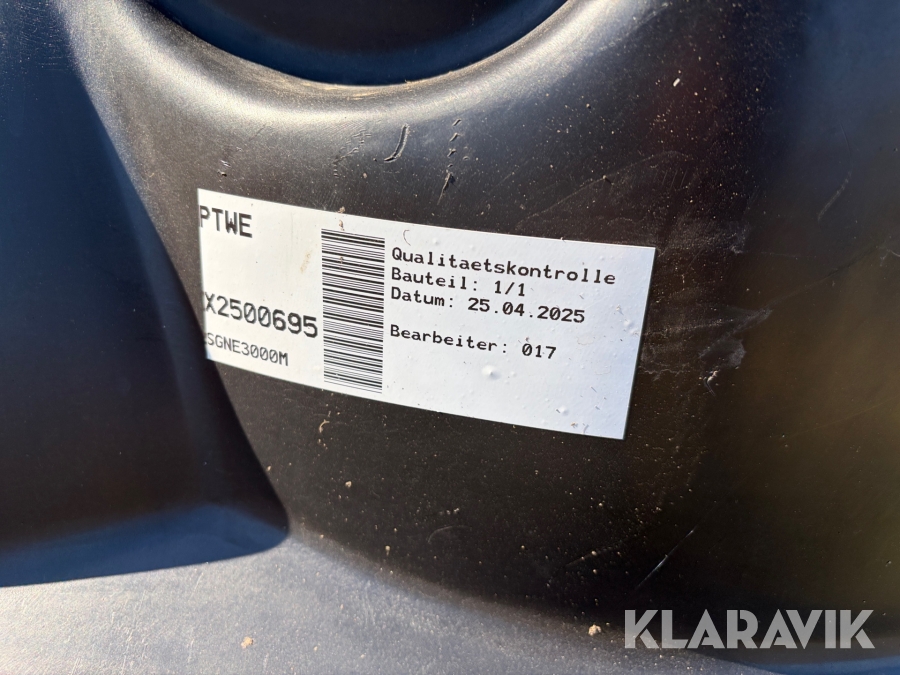 PTWE
X2500695
SGNE3000M
Qualitaetskontrolle
Bauteil: 1/1
Datum: 25.04.2025
Bearbeiter: 017
KLARAVIK